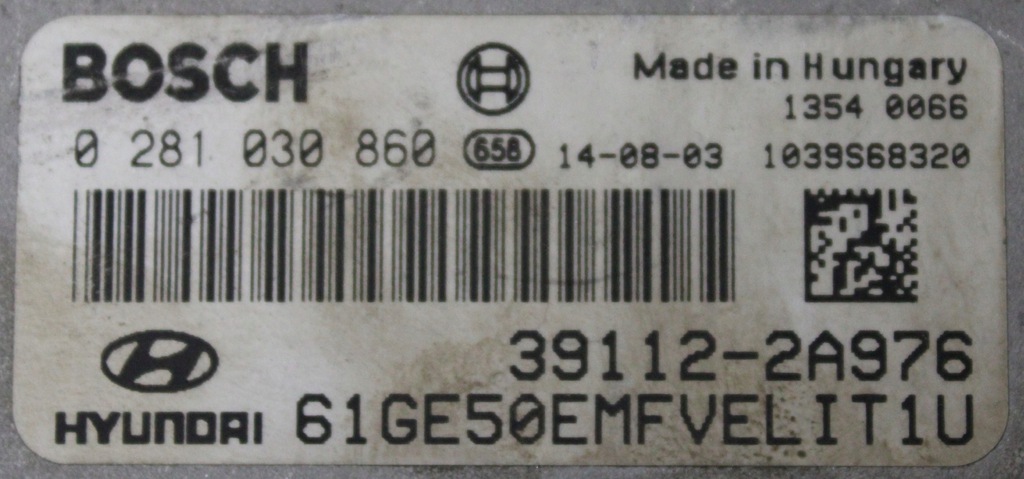 BOSCH Made in Hungary
1354 0066
0 281 030 860 658 14-08-03 1039S68320
39112-2A976
HYUNDAI 61GE50EMFVELIT1U